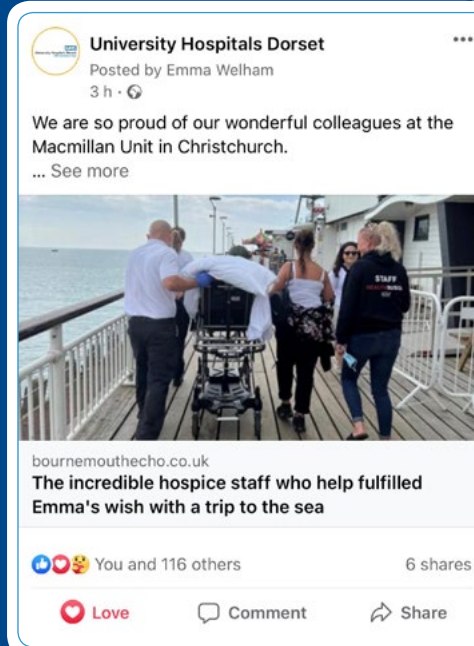 University Hospitals Dorset
Posted by Emma Welham
3 h ·
We are so proud of our wonderful colleagues at the
Macmillan Unit in Christchurch.
... See more
STAFF
bournemouthecho.co.uk
The incredible hospice staff who help fulfilled
Emma's wish with a trip to the sea
You and 116 others
6 shares
Love
Comment
Share